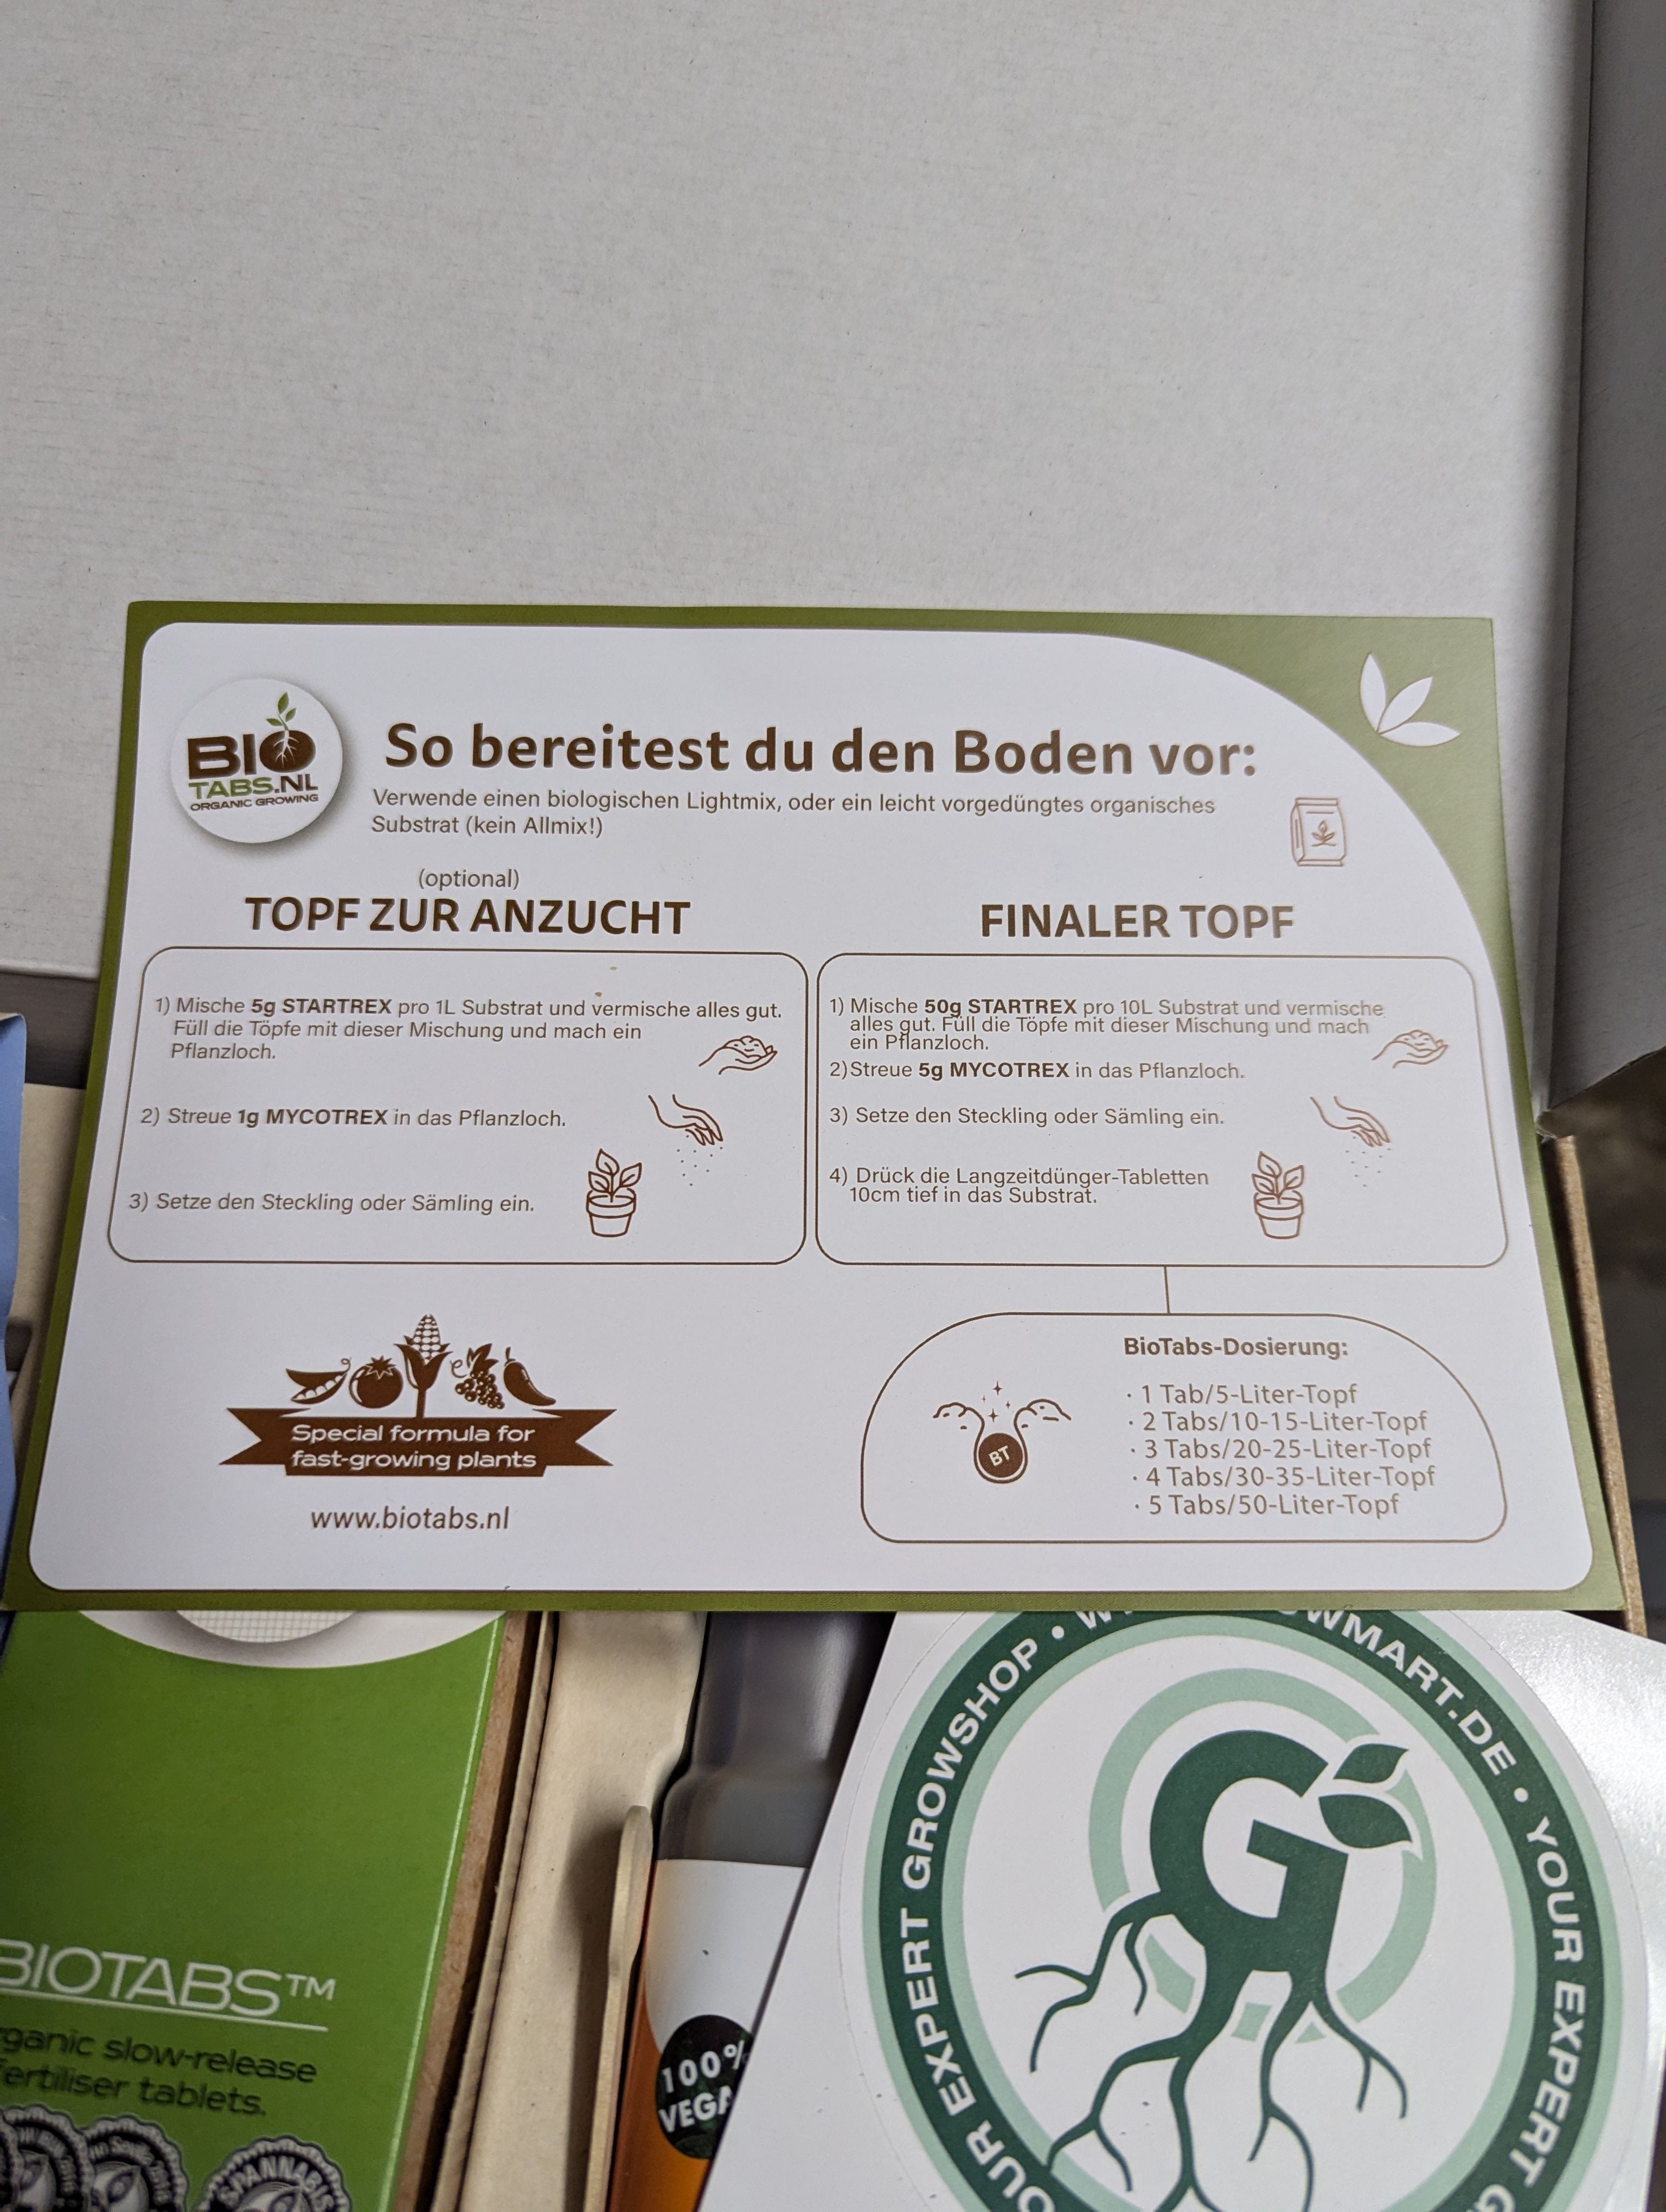 BIO
TABS.NL
ORGANIC GROWING
So bereitest du den Boden vor:
Verwende einen biologischen Lightmix, oder ein leicht vorgedüngtes organisches
Substrat (kein Allmix!)
(optional)
TOPF ZUR ANZUCHT
1) Mische 5g STARTREX pro 1L Substrat und vermische alles gut.
Füll die Töpfe mit dieser Mischung und mach ein
Pflanzloch.
2) Streue 1g MYCOTREX in das Pflanzloch.
3) Setze den Steckling oder Sämling ein.
FINALER TOPF
1) Mische 50g STARTREX pro 10L Substrat und vermische
alles gut. Füll die Töpfe mit dieser Mischung und mach
ein Pflanzloch.
2)Streue 5g MYCOTREX in das Pflanzloch.
3) Setze den Steckling oder Sämling ein.
4) Drück die Langzeitdünger-Tabletten
10cm tief in das Substrat.
Special formula for
fast-growing plants
www.biotabs.nl
BT
BioTabs-Dosierung:
· 1 Tab/5-Liter-Topf
· 2 Tabs/10-15-Liter-Topf
· 3 Tabs/20-25-Liter-Topf
· 4 Tabs/30-35-Liter-Topf
· 5 Tabs/50-Liter-Topf
BIOTABS™
rganic slow-release
fertiliser tablets.
SPANNABIS
100%
VEGA
OUR EXPERT GROWSHOP • W OWMART.DE • YOUR EXPERT G
G